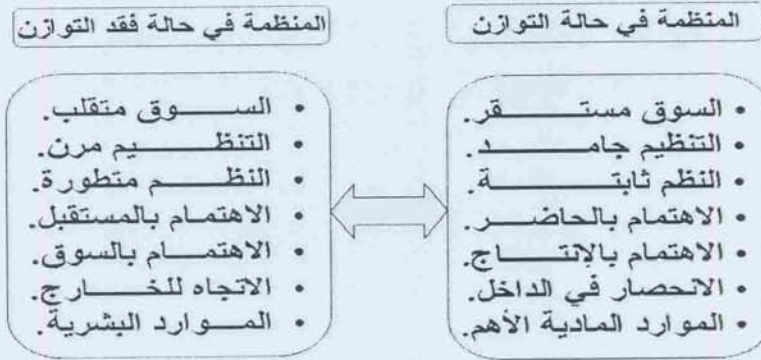 المنظمة في حالة التوازن
المنظمة في حالة فقد التوازن
• السوق مستقر.
• التنظيم جامد.
• النظم ثابتة.
• الاهتمام بالحاضر.
• الاهتمام بالإنتاج.
• الانحصار في الداخل.
• الموارد المادية الأهم.
• السوق متقلب.
• التنظيم مرن.
• النظم متطورة.
• الاهتمام بالمستقبل.
• الاهتمام بالسوق.
• الاتجاه للخارج.
• الموارد البشرية.